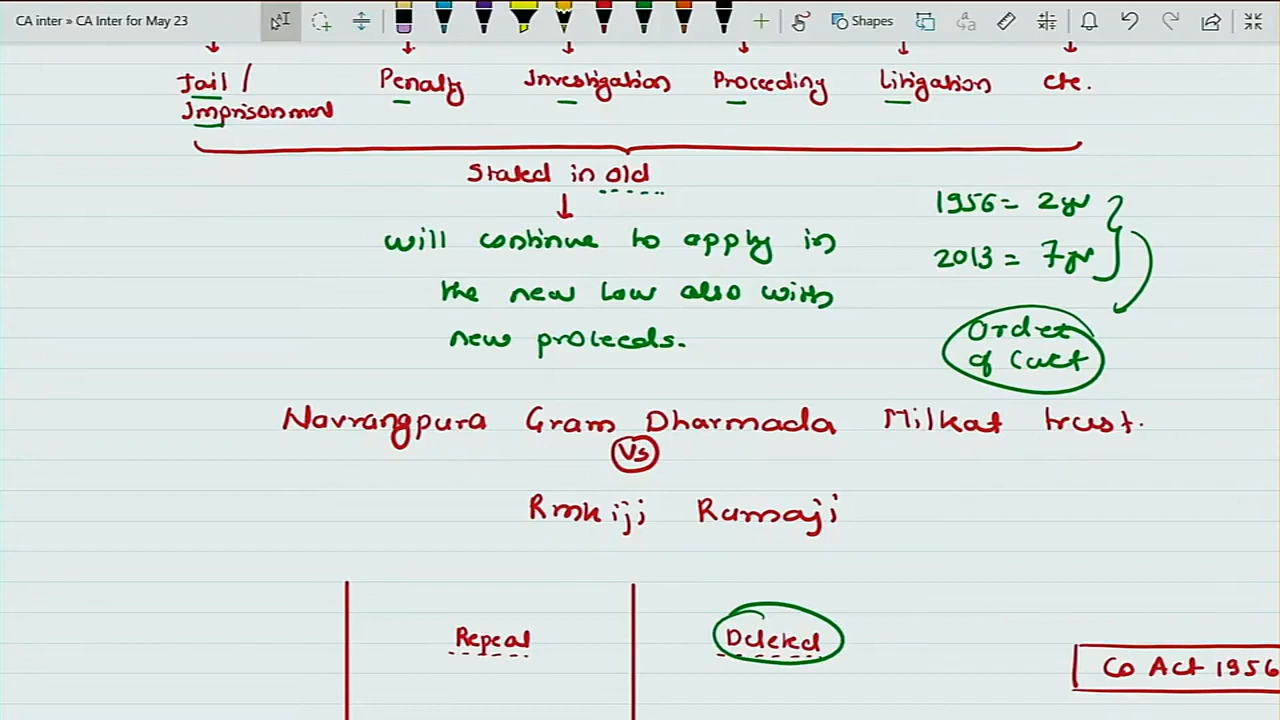 CA inter » CA Inter for May 23
Shapes
Jail / Penalty Investigation Proceeding Litigation etc.
Imprisonment
Stated in old
1956 = 2yr
will continue to apply in
2013 = 7yr
the new law also with
new proceeds.
Order
of Court
Navrangpura Gram Dharmada Milkat trust.
Vs
Rmkiji Ramaji
Repeal Deleted
Co Act 1956